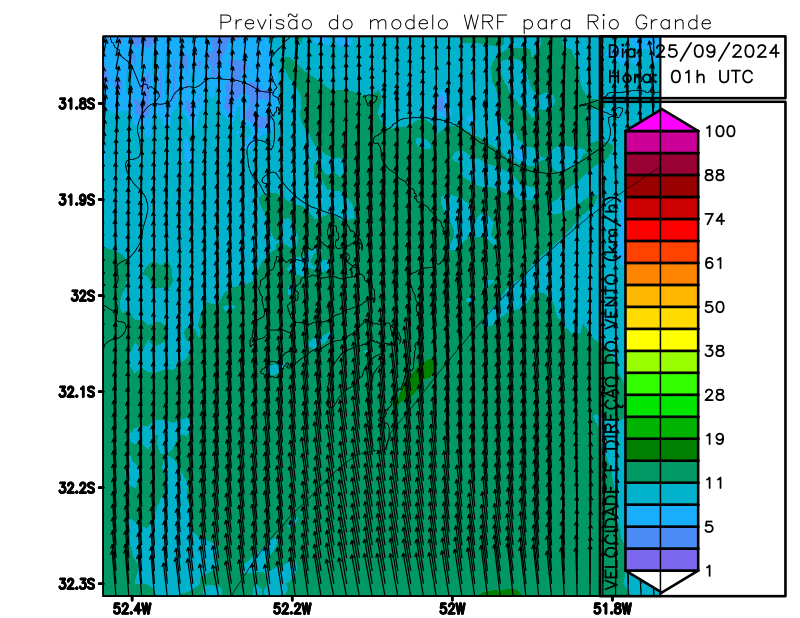 Previsão do modelo WRF para Rio Grande
Dia: 25/09/2024
Hora: 01h UTC
31.8S
31.9S
32S
32.1S
32.2S
32.3S
52.4W
52.2W
52W
51.8W
VELOCIDADE E DIREÇÃO DO VENTO (km/h)
100
88
74
61
50
38
28
19
11
5
1